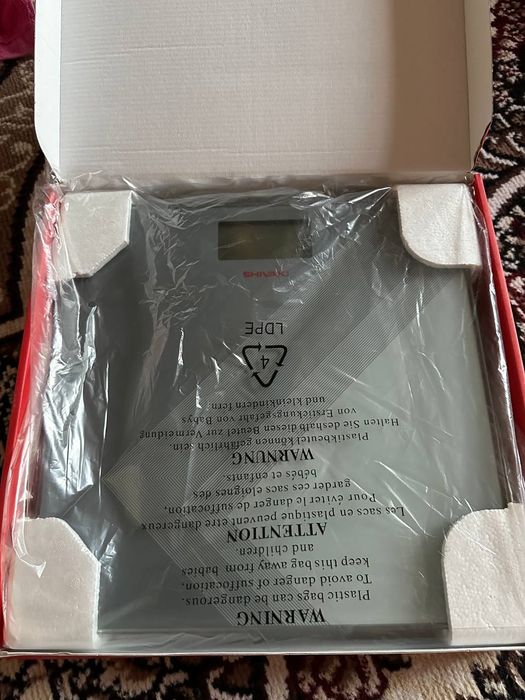 WARNING
Plastic bags can be dangerous.
To avoid danger of suffocation,
keep this bag away from babies
and children.
ATTENTION
Les sacs en plastique peuvent etre dangereux
Pour éviter le danger de suffocation,
garder ces sacs eloignes des
bébés et enfants.
WARNUNG
Plastikbeutel können gefährlich sein.
Halten Sie deshalb diesen Beutel zur Vermeidung
von Erstickungsgefahr von Babys
und kleinkindern fern
4
LDPE